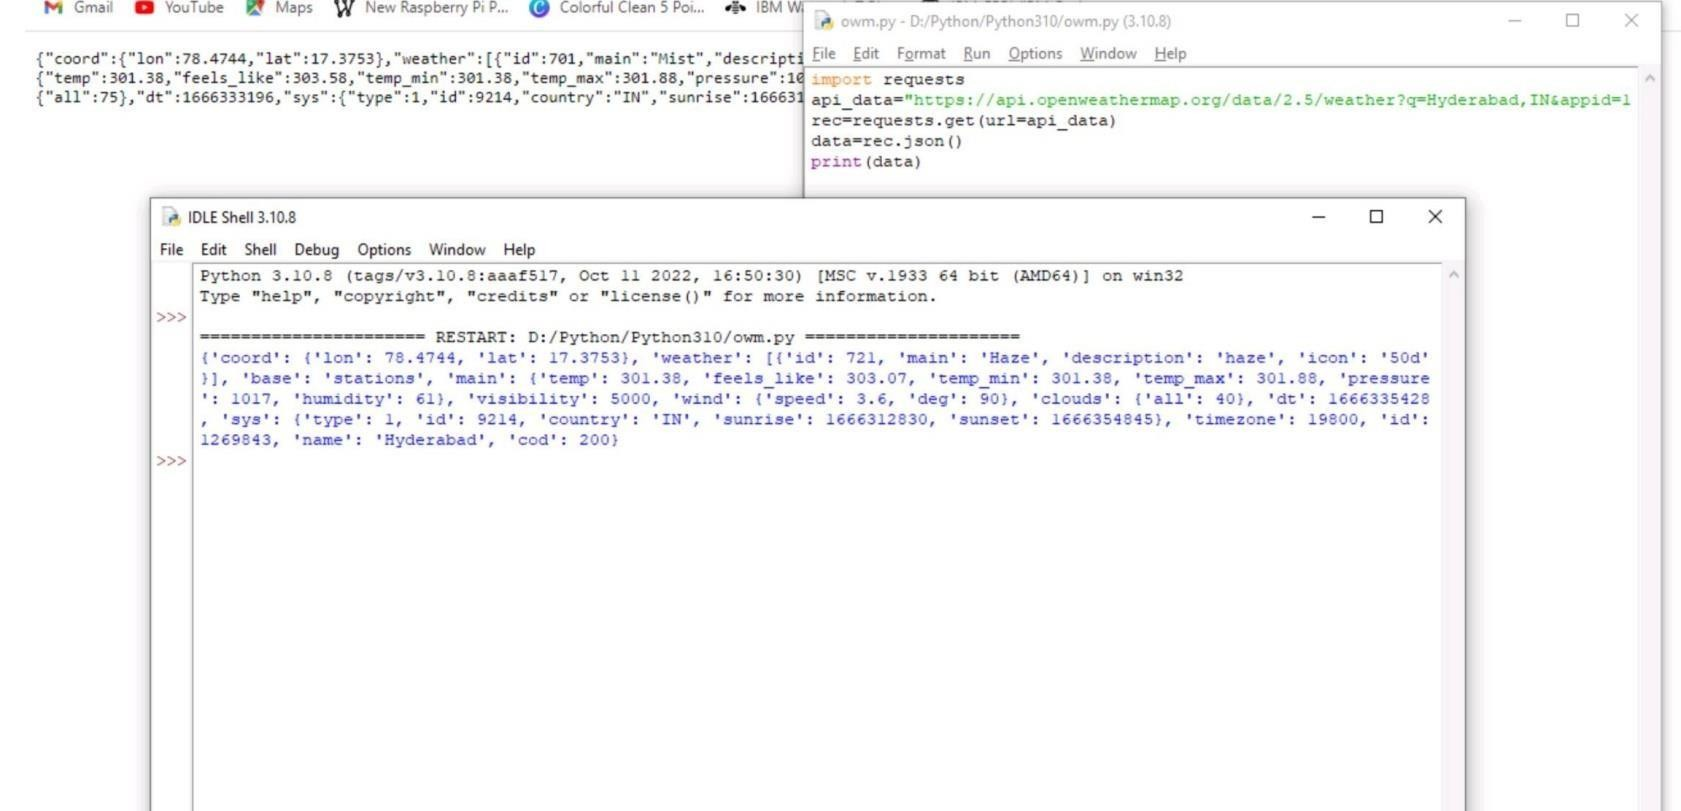 Gmail YouTube Maps New Raspberry Pi P... Colorful Clean 5 Poi... IBM
{"coord":{"lon":78.4744,"lat":17.3753},"weather":[{"id":701,"main":"Mist","descripti
{"temp":301.38,"feels_like":303.58,"temp_min":301.38,"temp_max":301.88,"pressure":10
{"all":75},"dt":1666333196,"sys":{"type":1,"id":9214,"country":"IN","sunrise":166631
owm.py - D:/Python/Python310/owm.py (3.10.8)
File Edit Format Run Options Window Help
import requests
api_data="https://api.openweathermap.org/data/2.5/weather?q=Hyderabad,IN&appid=1
rec=requests.get(url=api_data)
data=rec.json()
print(data)
IDLE Shell 3.10.8
File Edit Shell Debug Options Window Help
Python 3.10.8 (tags/v3.10.8:aaaf517, Oct 11 2022, 16:50:30) [MSC v.1933 64 bit (AMD64)] on win32
Type "help", "copyright", "credits" or "license()" for more information.
>>>
====================== RESTART: D:/Python/Python310/owm.py =====================
{'coord': {'lon': 78.4744, 'lat': 17.3753}, 'weather': [{'id': 721, 'main': 'Haze', 'description': 'haze', 'icon': '50d'
}], 'base': 'stations', 'main': {'temp': 301.38, 'feels_like': 303.07, 'temp_min': 301.38, 'temp_max': 301.88, 'pressure
': 1017, 'humidity': 61}, 'visibility': 5000, 'wind': {'speed': 3.6, 'deg': 90}, 'clouds': {'all': 40}, 'dt': 1666335428
, 'sys': {'type': 1, 'id': 9214, 'country': 'IN', 'sunrise': 1666312830, 'sunset': 1666354845}, 'timezone': 19800, 'id':
1269843, 'name': 'Hyderabad', 'cod': 200}
>>>